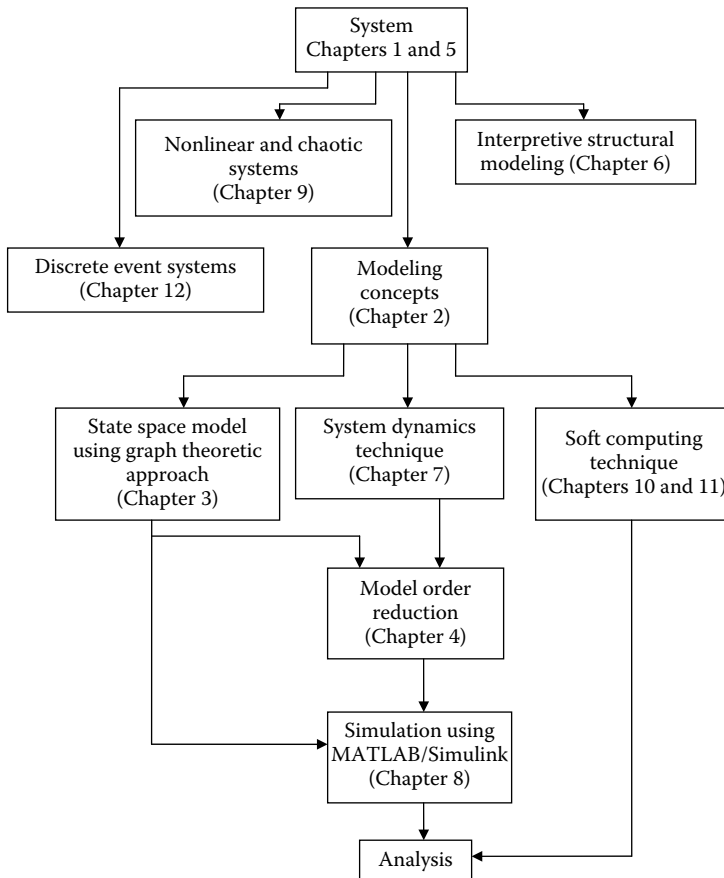 System
Chapters 1 and 5
Nonlinear and chaotic
systems
(Chapter 9)
Interpretive structural
modeling (Chapter 6)
Discrete event systems
(Chapter 12)
Modeling
concepts
(Chapter 2)
State space model
using graph theoretic
approach
(Chapter 3)
System dynamics
technique
(Chapter 7)
Soft computing
technique
(Chapters 10 and 11)
Model order
reduction
(Chapter 4)
Simulation using
MATLAB/Simulink
(Chapter 8)
Analysis